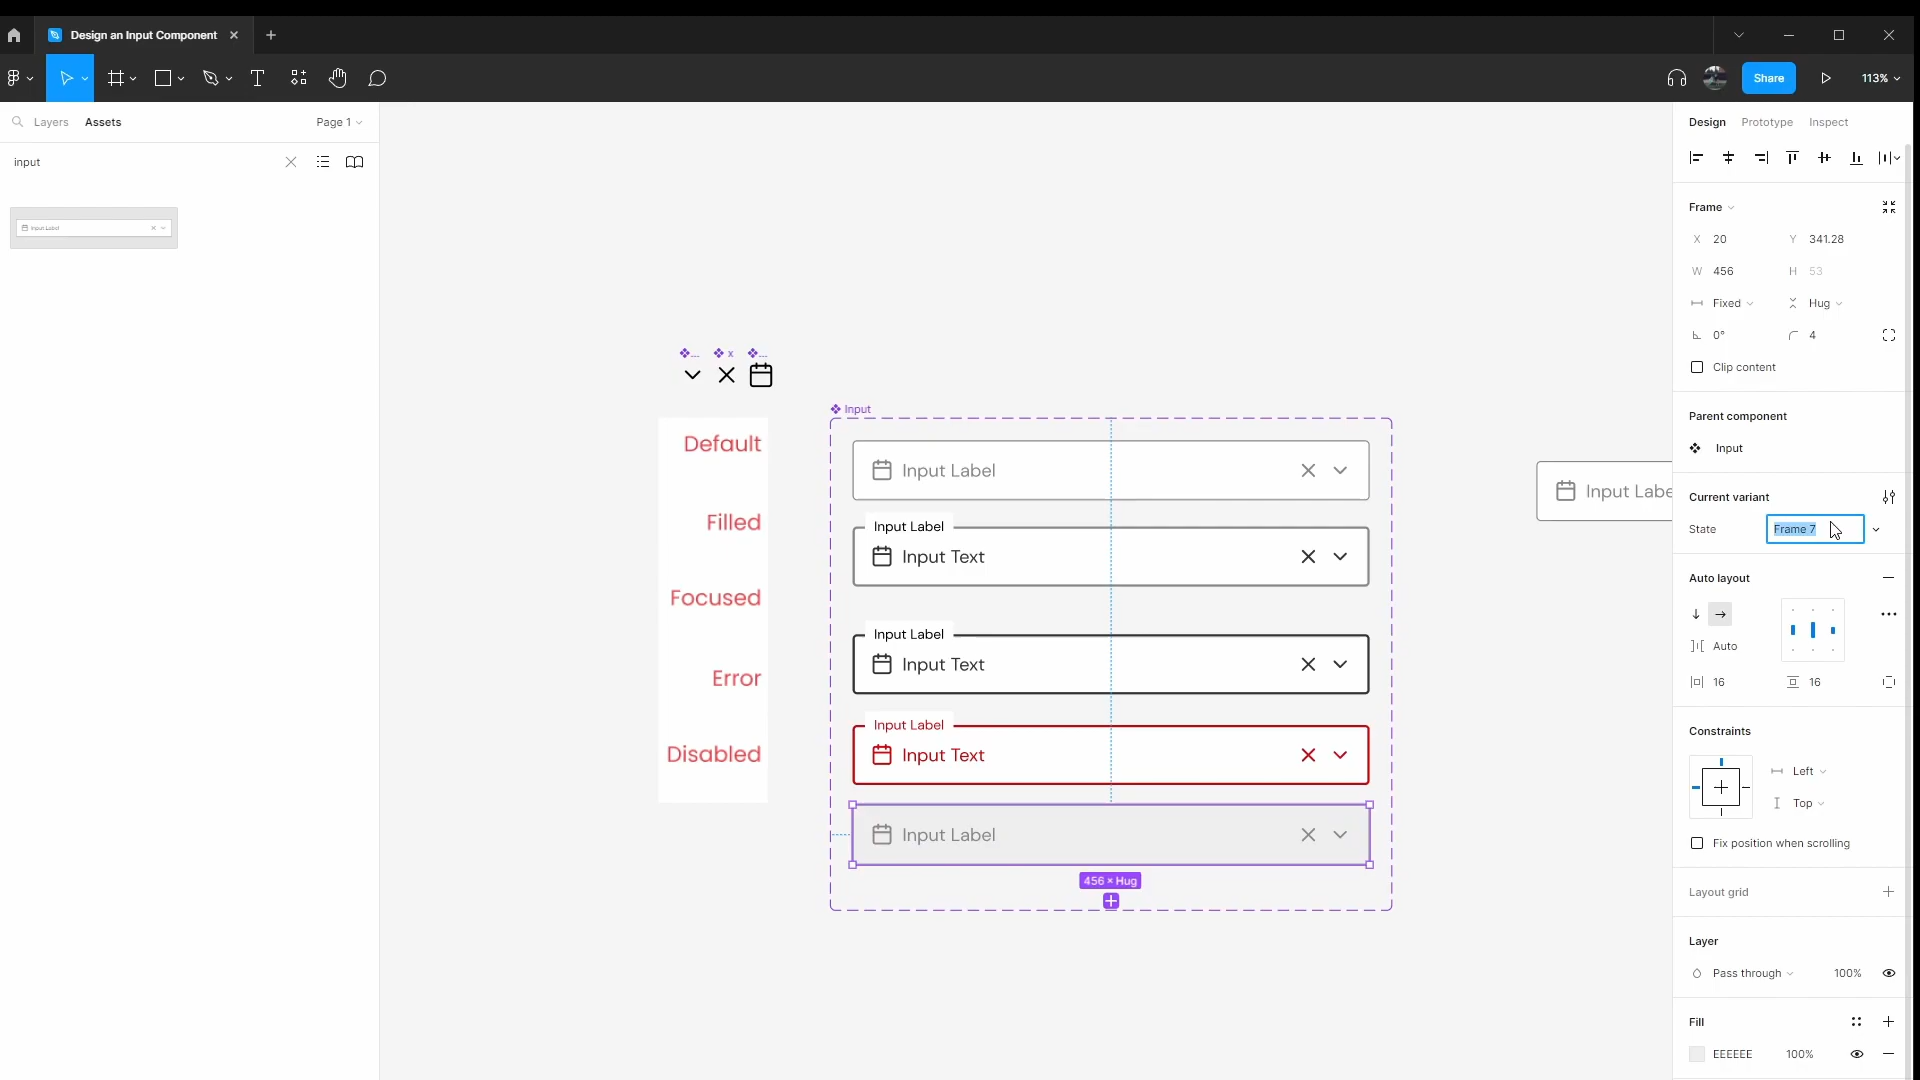 Design an Input Component
Share
113%
Layers
Assets
Page 1
input
Input Label
x
Default
Filled
Focused
Error
Disabled
Input
Input Label
Input Label
Input Text
Input Label
Input Text
Input Label
Input Text
Input Label
456 × Hug
Input Labe
Design
Prototype
Inspect
Frame
X 20
Y 341.28
W 456
H 53
Fixed
Hug
0°
4
Clip content
Parent component
Input
Current variant
State
Frame 7
Auto layout
Auto
16
16
Constraints
Left
Top
Fix position when scrolling
Layout grid
Layer
Pass through
100%
Fill
EEEEEE
100%